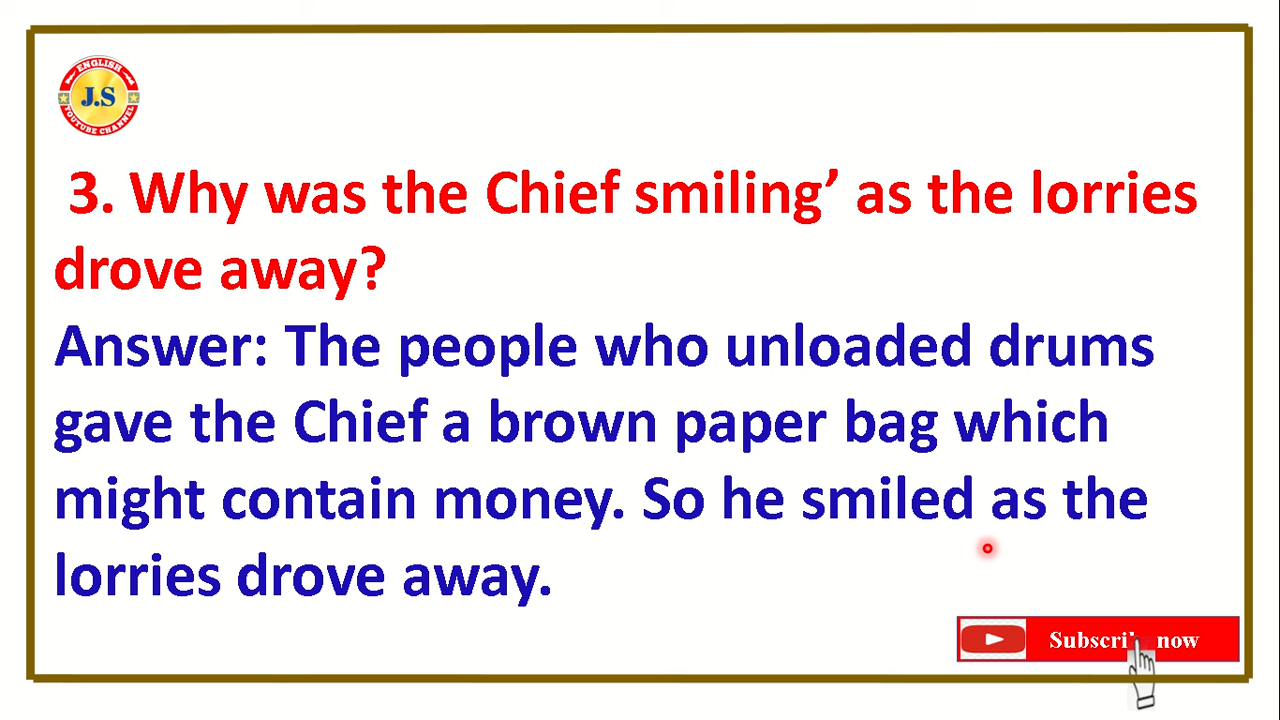 ENGLISH
J.S
YOUTUBE CHANNEL
3. Why was the Chief smiling’ as the lorries
drove away?
Answer: The people who unloaded drums
gave the Chief a brown paper bag which
might contain money. So he smiled as the
lorries drove away.
now